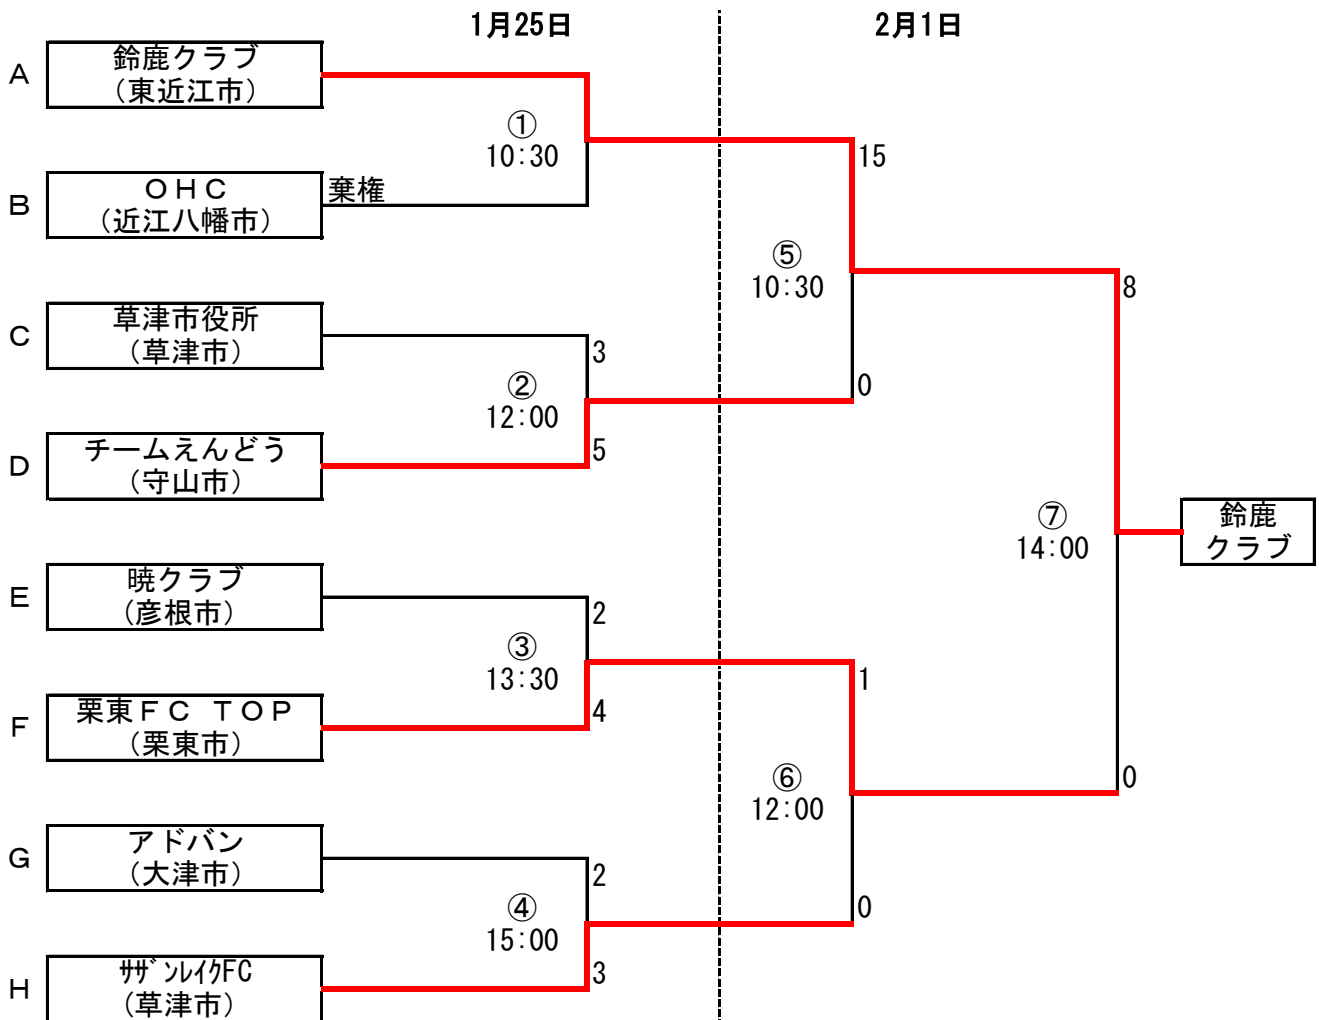 1月25日
2月1日
A
鈴鹿クラブ
（東近江市）
①
10:30
15
B
ＯＨＣ
（近江八幡市）
棄権
⑤
10:30
8
C
草津市役所
（草津市）
3
②
12:00
0
D
チームえんどう
（守山市）
5
⑦
14:00
鈴鹿
クラブ
E
暁クラブ
（彦根市）
2
③
13:30
1
F
栗東ＦＣ ＴＯＰ
（栗東市）
4
⑥
12:00
0
G
アドバン
（大津市）
2
④
15:00
0
H
ｻｻﾞﾝﾚｲｸFC
（草津市）
3